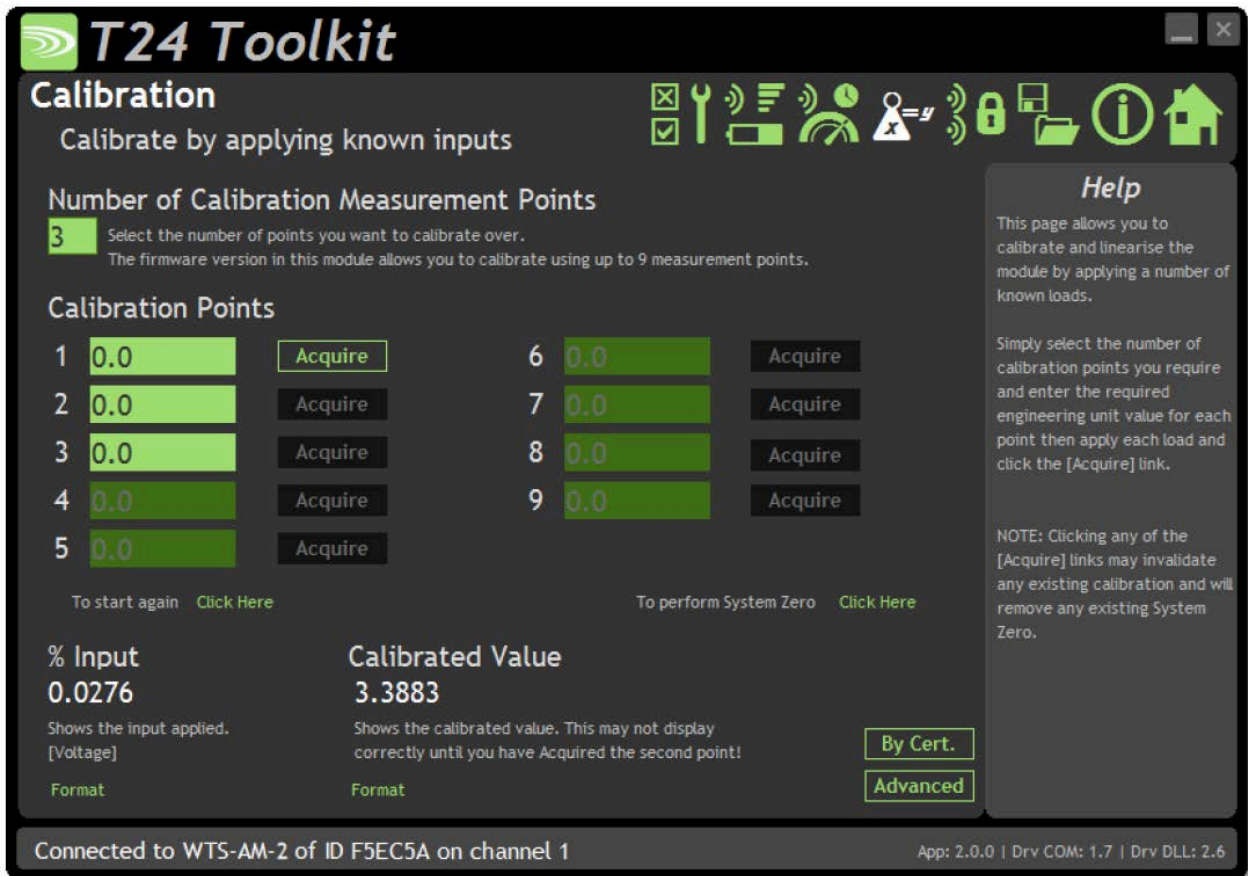 T24 Toolkit
Calibration
Calibrate by applying known inputs
x=y
Number of Calibration Measurement Points
3
Select the number of points you want to calibrate over.
The firmware version in this module allows you to calibrate using up to 9 measurement points.
Calibration Points
1 0.0 Acquire
2 0.0 Acquire
3 0.0 Acquire
4 0.0 Acquire
5 0.0 Acquire
6 0.0 Acquire
7 0.0 Acquire
8 0.0 Acquire
9 0.0 Acquire
To start again Click Here
To perform System Zero Click Here
% Input
0.0276
Shows the input applied.
[Voltage]
Format
Calibrated Value
3.3883
Shows the calibrated value. This may not display
correctly until you have Acquired the second point!
Format
By Cert.
Advanced
Help
This page allows you to
calibrate and linearise the
module by applying a number of
known loads.
Simply select the number of
calibration points you require
and enter the required
engineering unit value for each
point then apply each load and
click the [Acquire] link.
NOTE: Clicking any of the
[Acquire] links may invalidate
any existing calibration and will
remove any existing System
Zero.
Connected to WTS-AM-2 of ID F5EC5A on channel 1
App: 2.0.0 | Drv COM: 1.7 | Drv DLL: 2.6